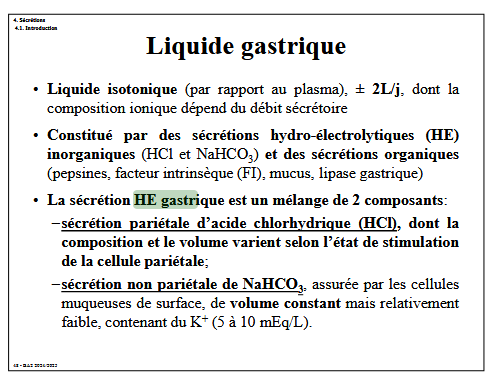 4. Sécrétions
4.1. Introduction
Liquide gastrique
• Liquide isotonique (par rapport au plasma), ± 2L/j, dont la
composition ionique dépend du débit sécrétoire
• Constitué par des sécrétions hydro-électrolytiques (HE)
inorganiques (HCl et NaHCO₃) et des sécrétions organiques
(pepsines, facteur intrinsèque (FI), mucus, lipase gastrique)
• La sécrétion HE gastrique est un mélange de 2 composants:
–sécrétion pariétale d’acide chlorhydrique (HCl), dont la
composition et le volume varient selon l’état de stimulation
de la cellule pariétale;
–sécrétion non pariétale de NaHCO₃, assurée par les cellules
muqueuses de surface, de volume constant mais relativement
faible, contenant du K⁺ (5 à 10 mEq/L).
2024/2025